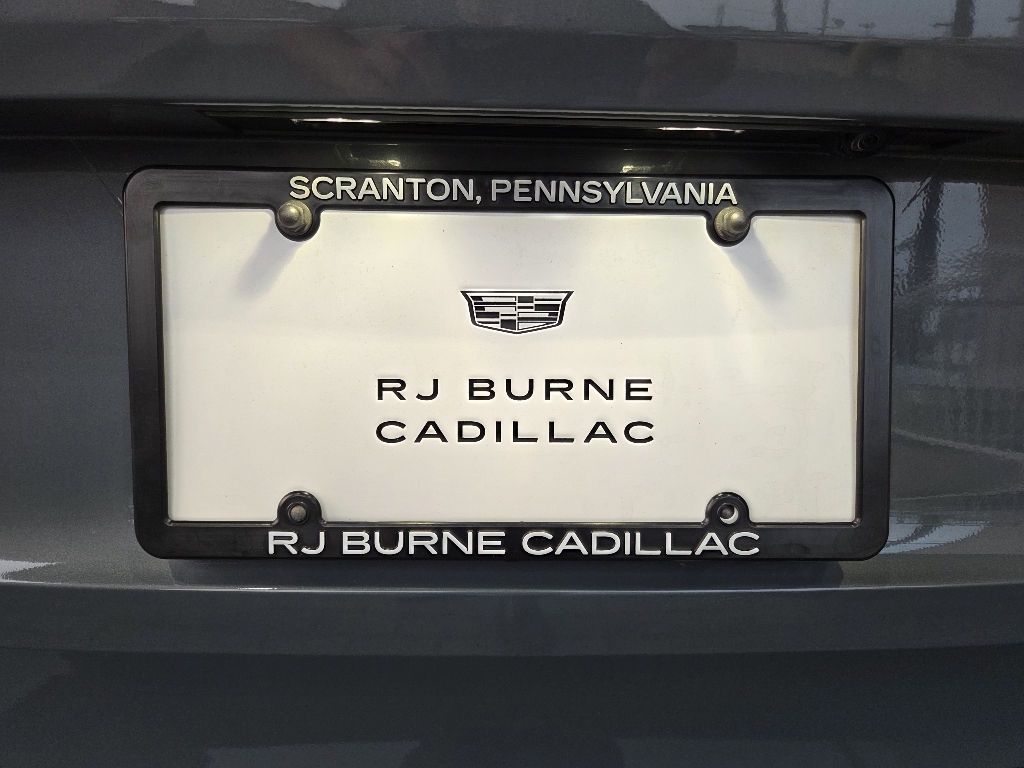 SCRANTON, PENNSYLVANIA
RJ BURNE
CADILLAC
RJ BURNE CADILLAC